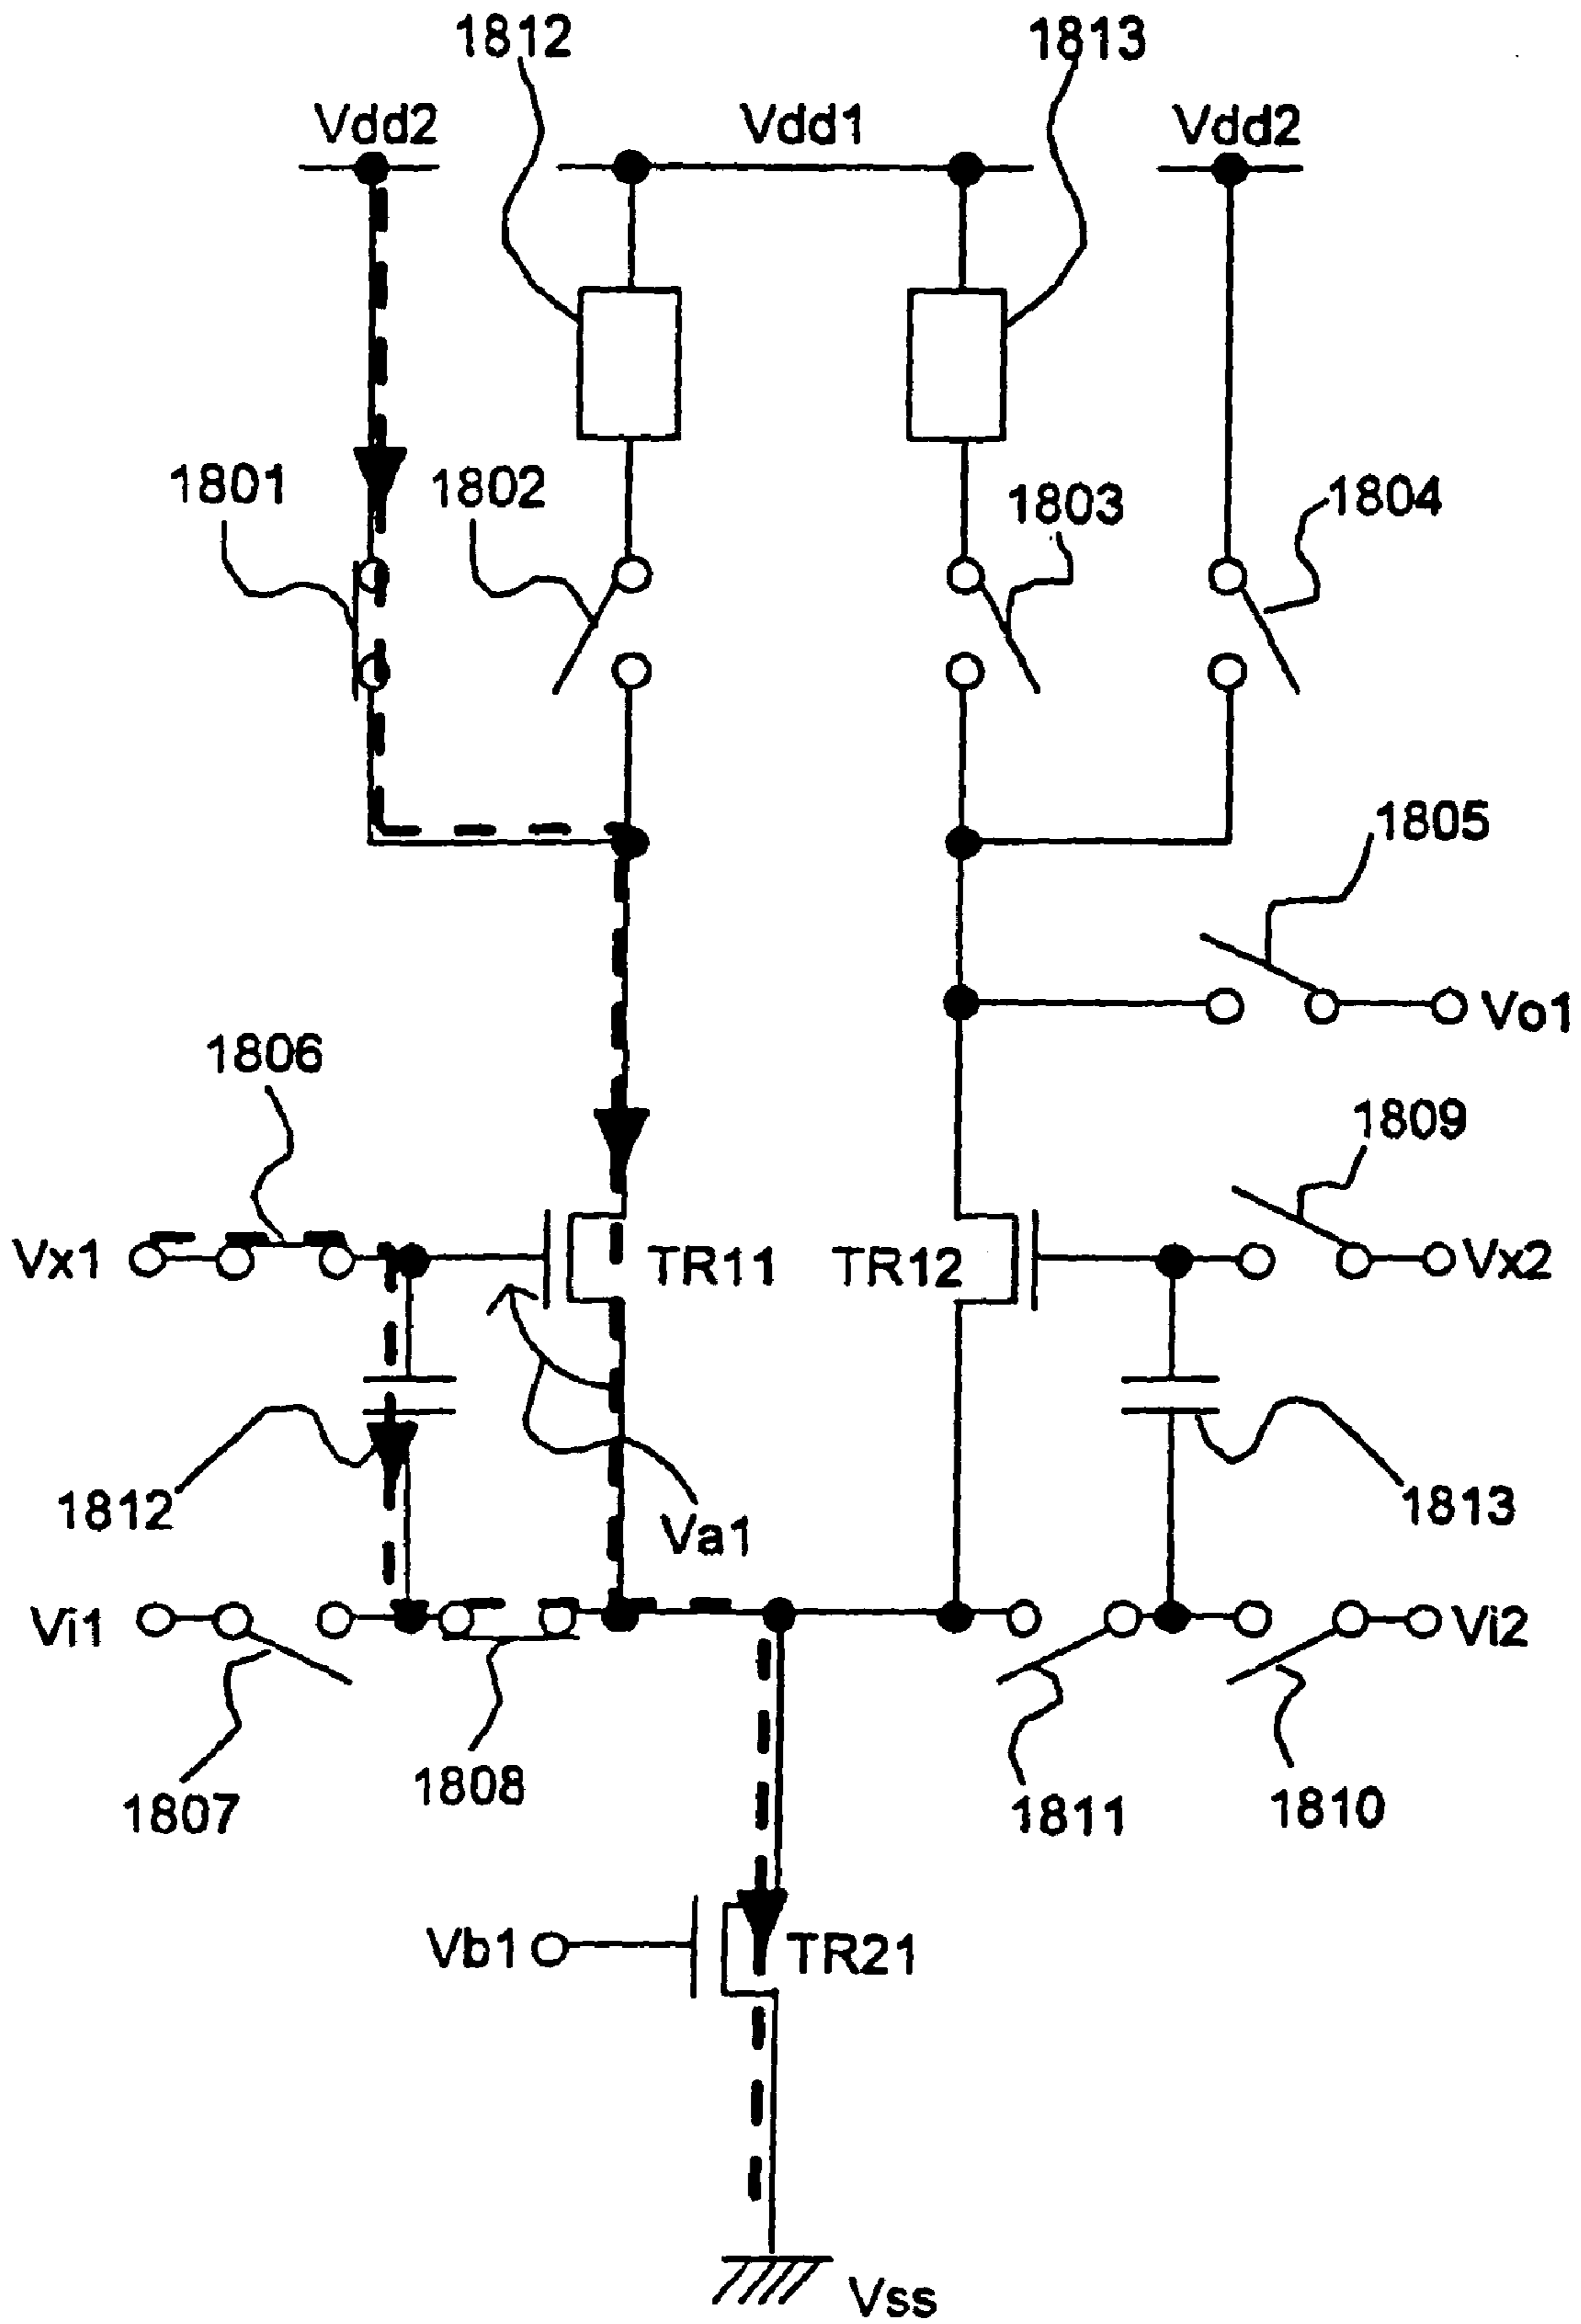 1812 1813
Vdd2 Vdd1 Vdd2
1801 1802 1803 1804
1805
Vo1
1806
1809
Vx1 TR11 TR12 Vx2
1812 Va1 1813
Vi1 Vi2
1807 1808 1811 1810
Vb1 TR21
Vss